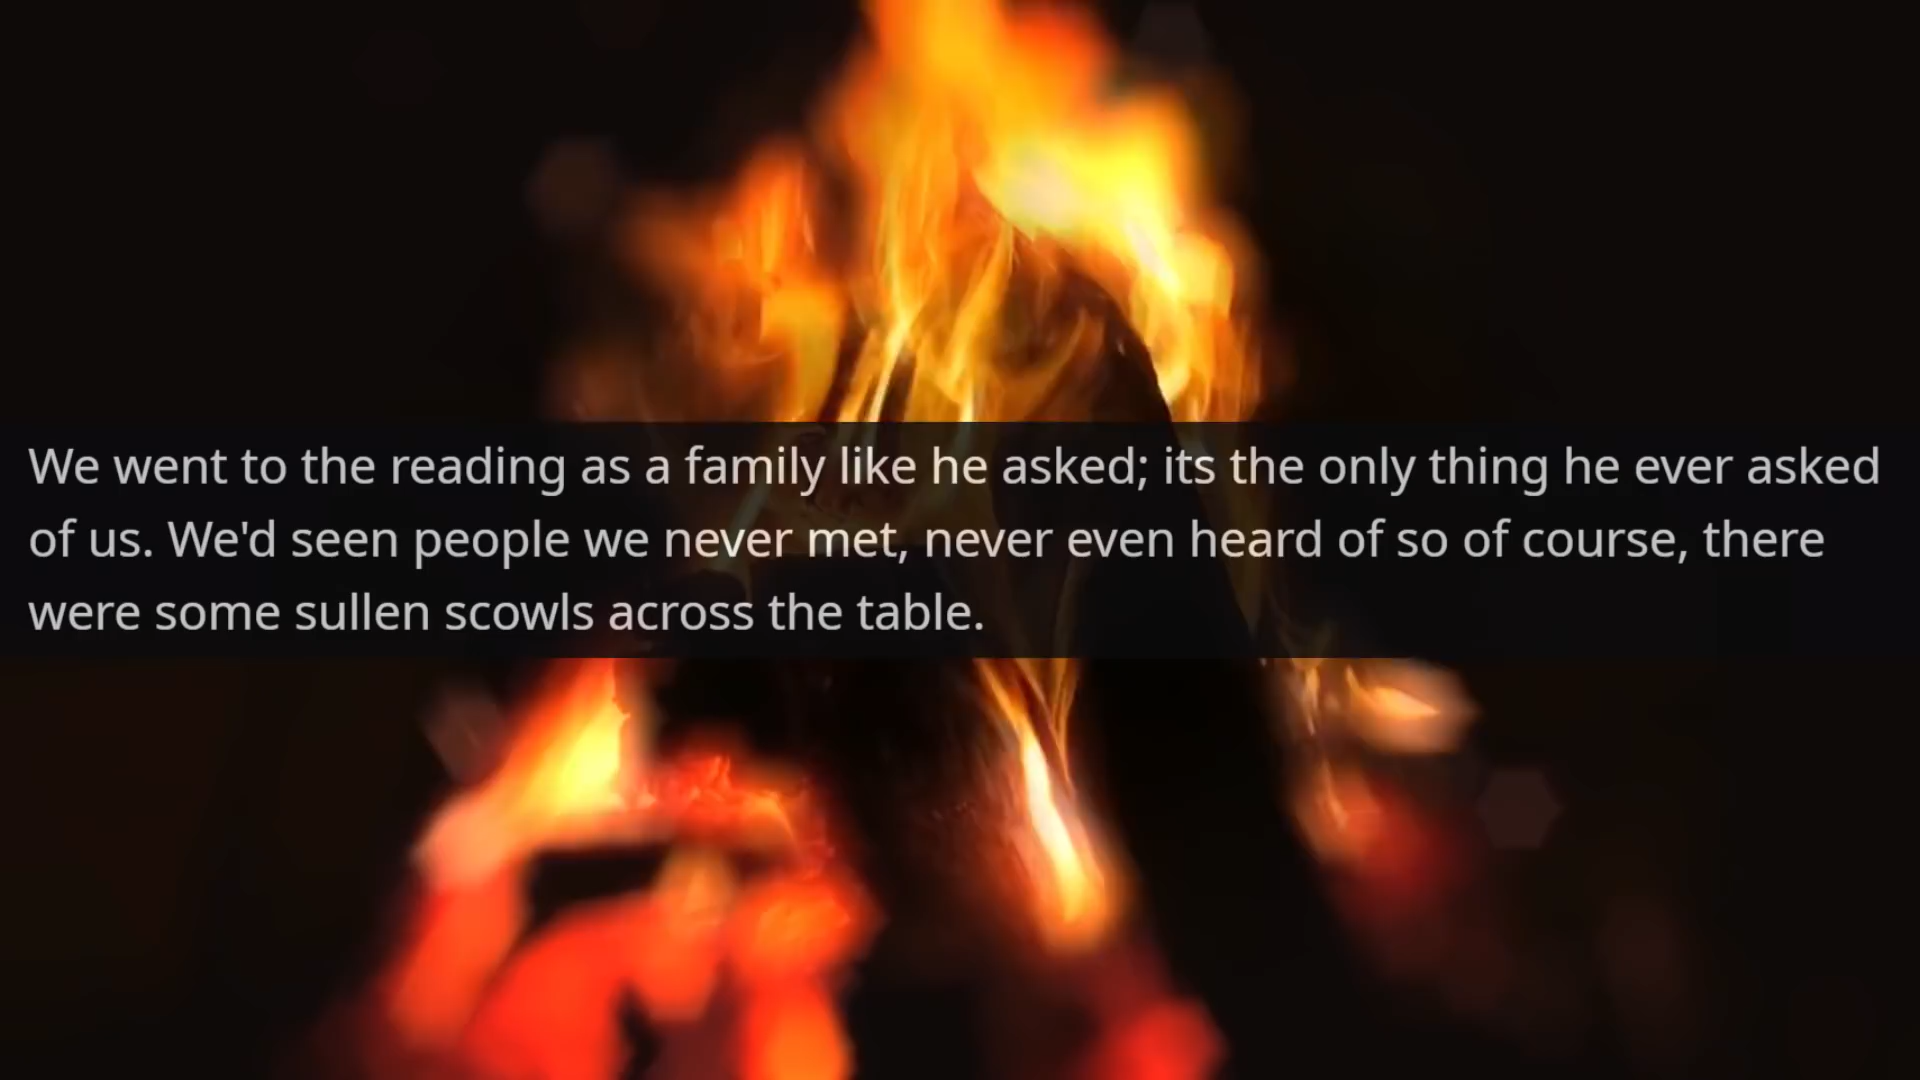 We went to the reading as a family like he asked; its the only thing he ever asked
of us. We'd seen people we never met, never even heard of so of course, there
were some sullen scowls across the table.